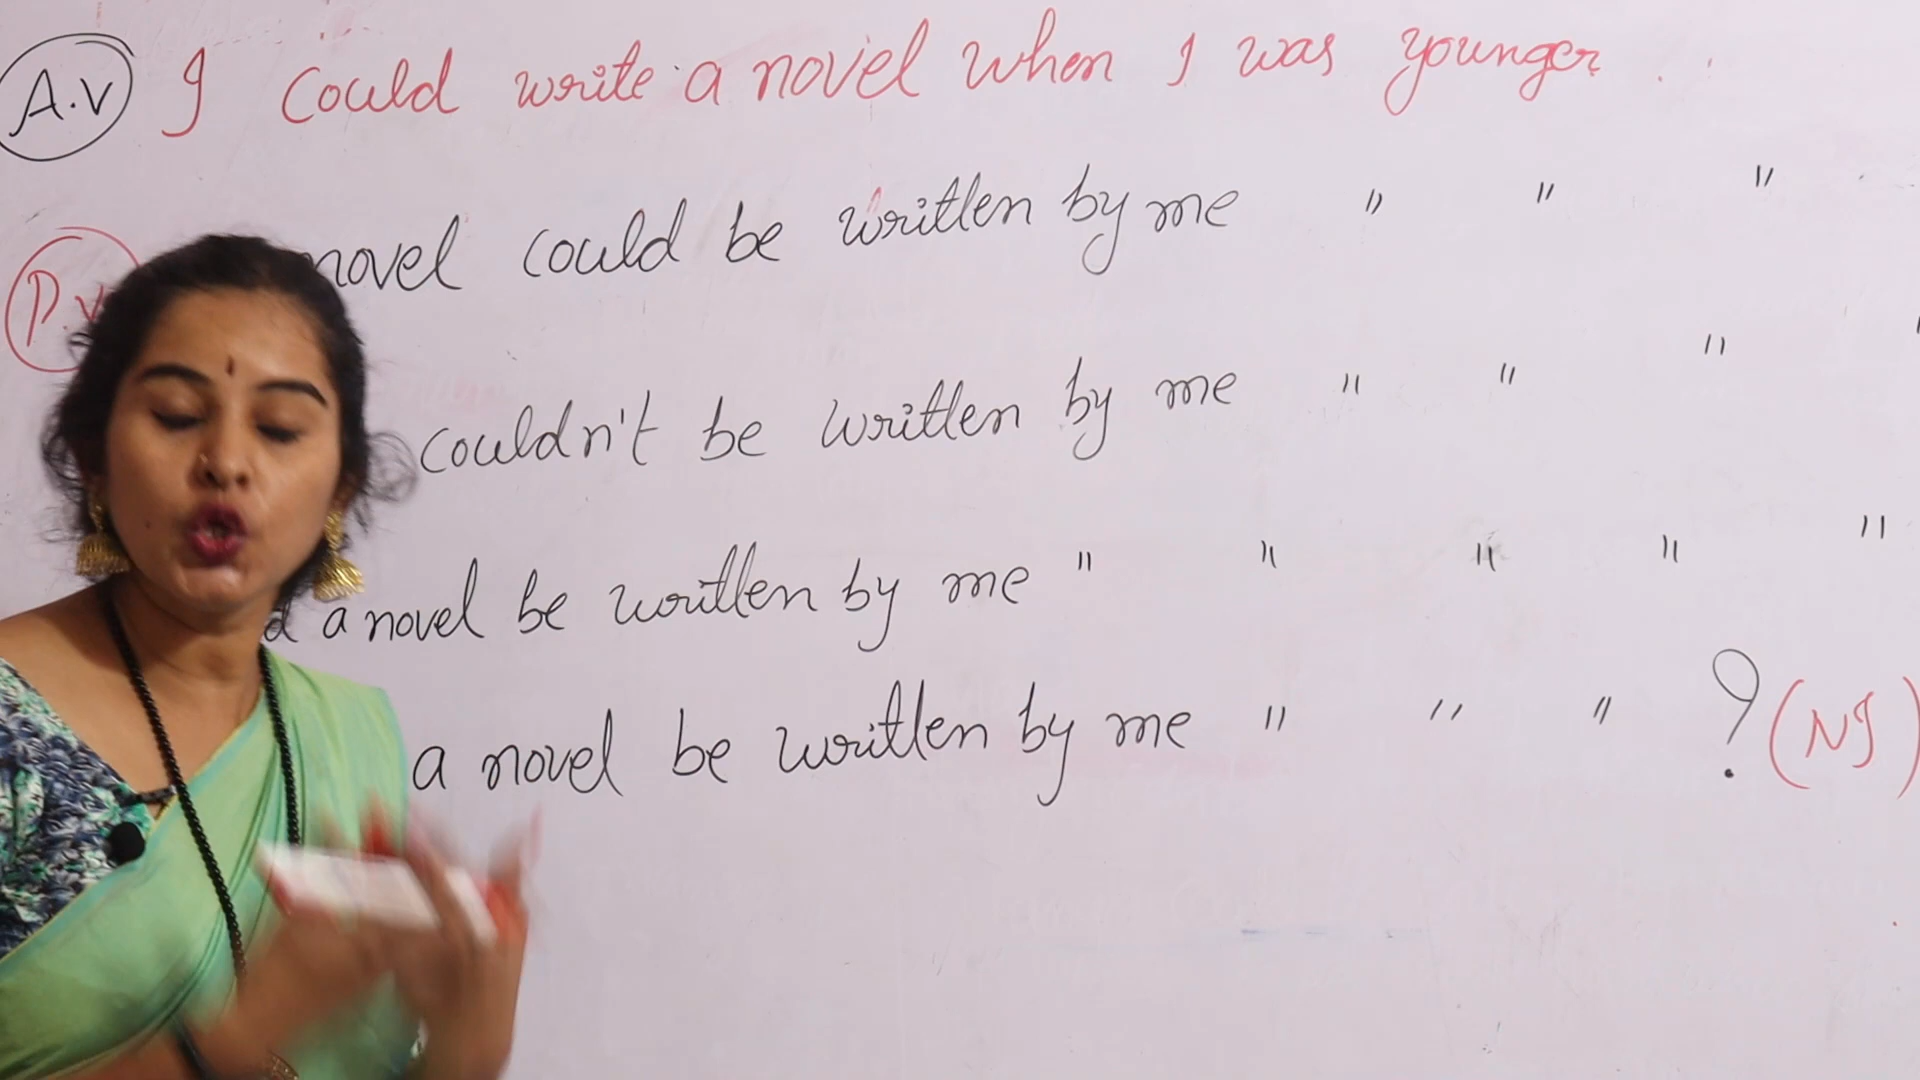 A.V I could write a novel when I was younger.
P.V novel could be written by me " " "
couldn't be written by me " " "
a novel be written by me " " " " "
a novel be written by me " " " ? (NI)